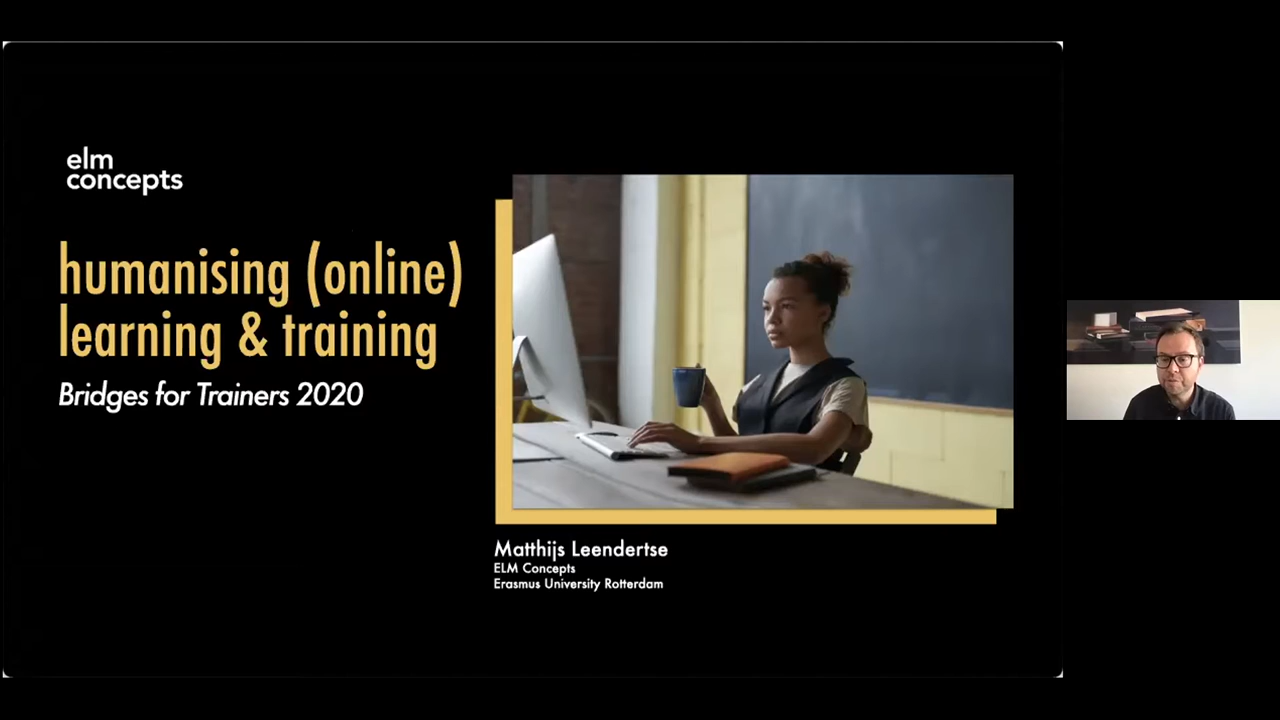 elm
concepts
humanising (online)
learning & training
Bridges for Trainers 2020
Matthijs Leendertse
ELM Concepts
Erasmus University Rotterdam